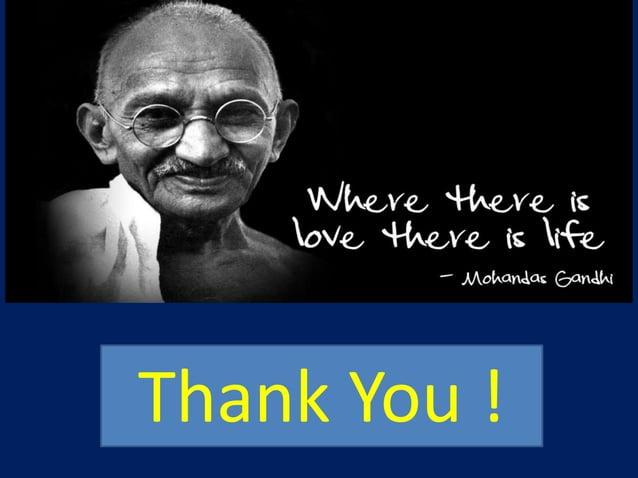 Where there is
love there is life
- Mohandas Gandhi
Thank You !